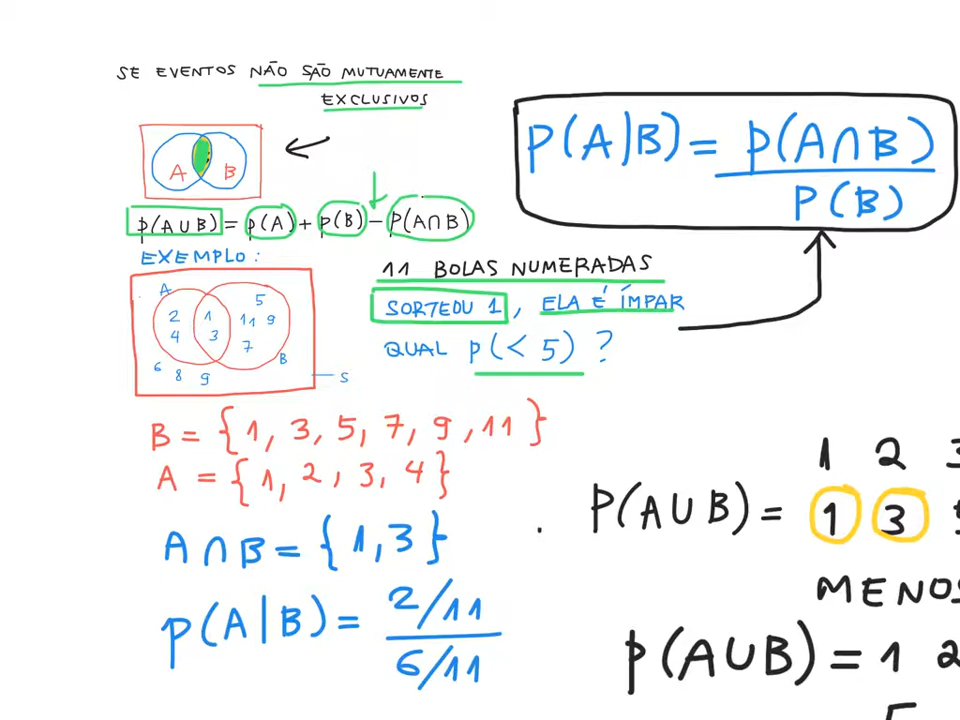 SE EVENTOS NÃO SÃO MUTUAMENTE
EXCLUSIVOS
A B
P(A∪B) = P(A) + P(B) - P(A∩B)
P(A|B) = P(A∩B)
P(B)
EXEMPLO:
A
2 1 5
4 3 11 9
7
B
6 8 9
S
11 BOLAS NUMERADAS
SORTEOU 1, ELA É ÍMPAR
QUAL P(< 5) ?
B = {1, 3, 5, 7, 9, 11}
A = {1, 2, 3, 4}
A∩B = {1,3}
P(A|B) = 2/11
6/11
1 2
P(A∪B) = 1 3
MENOS
P(A∪B) = 1 2